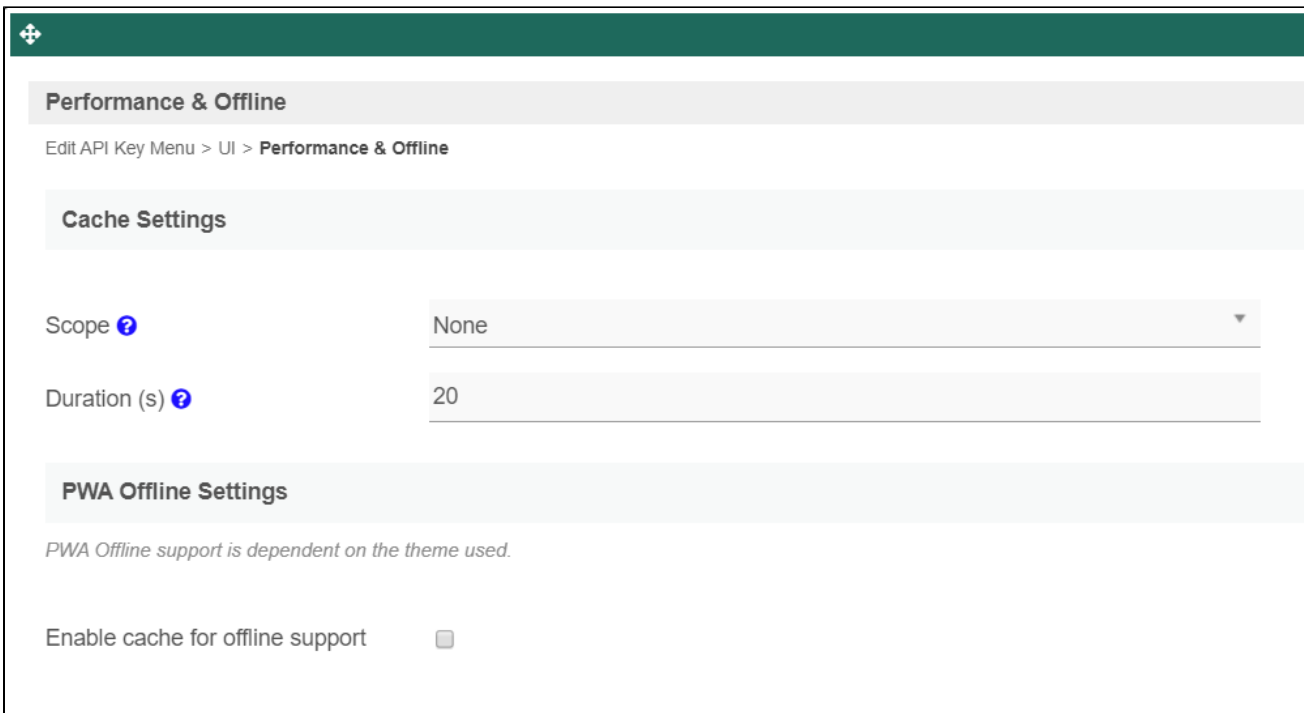 Performance & Offline
Edit API Key Menu > UI > Performance & Offline
Cache Settings
Scope
None
Duration (s)
20
PWA Offline Settings
PWA Offline support is dependent on the theme used.
Enable cache for offline support